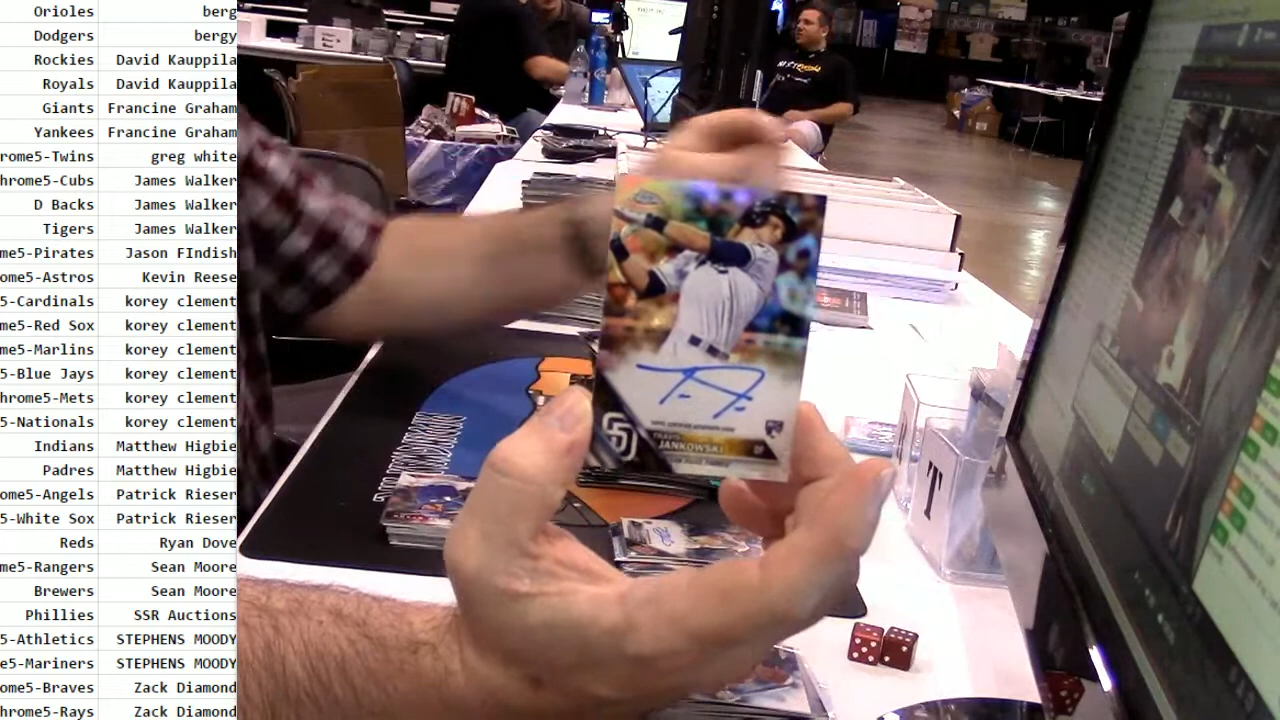 Orioles berg
Dodgers bergy
Rockies David Kauppila
Royals David Kauppila
Giants Francine Graham
Yankees Francine Graham
rome5-Twins greg white
hrome5-Cubs James Walker
D Backs James Walker
Tigers James Walker
me5-Pirates Jason FIndish
ome5-Astros Kevin Reese
5-Cardinals korey clement
me5-Red Sox korey clement
me5-Marlins korey clement
5-Blue Jays korey clement
hrome5-Mets korey clement
5-Nationals korey clement
Indians Matthew Higbie
Padres Matthew Higbie
ome5-Angels Patrick Rieser
5-White Sox Patrick Rieser
Reds Ryan Dove
me5-Rangers Sean Moore
Brewers Sean Moore
Phillies SSR Auctions
5-Athletics STEPHENS MOODY
e5-Mariners STEPHENS MOODY
ome5-Braves Zack Diamond
hrome5-Rays Zack Diamond
TRAVIS
JANKOWSKI
SD
T